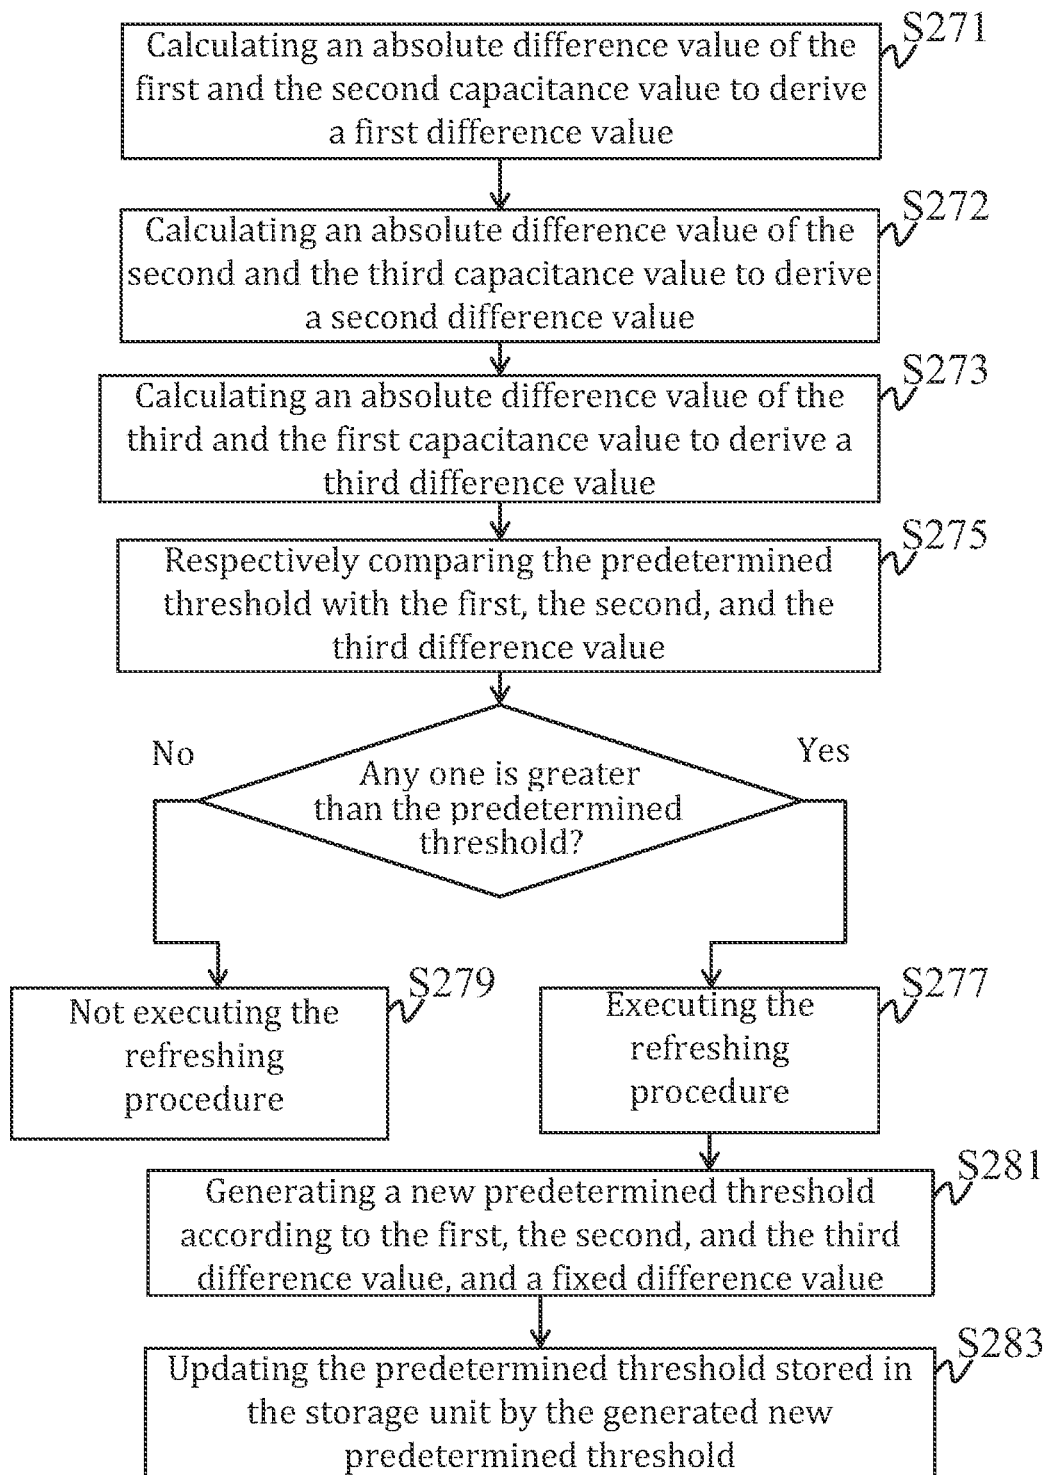 S271
Calculating an absolute difference value of the
first and the second capacitance value to derive
a first difference value
S272
Calculating an absolute difference value of the
second and the third capacitance value to derive
a second difference value
S273
Calculating an absolute difference value of the
third and the first capacitance value to derive a
third difference value
S275
Respectively comparing the predetermined
threshold with the first, the second, and the
third difference value
No
Yes
Any one is greater
than the predetermined
threshold?
S279
Not executing the
refreshing
procedure
S277
Executing the
refreshing
procedure
S281
Generating a new predetermined threshold
according to the first, the second, and the third
difference value, and a fixed difference value
S283
Updating the predetermined threshold stored in
the storage unit by the generated new
predetermined threshold